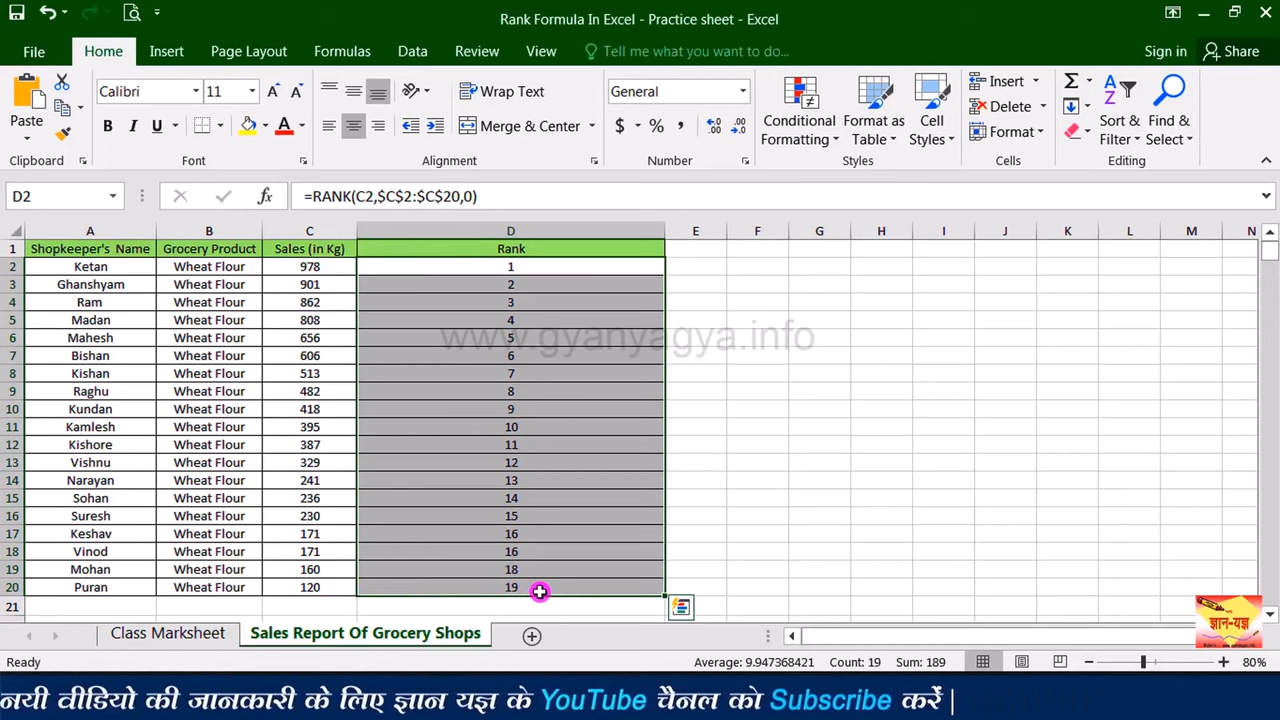 Rank Formula In Excel - Practice sheet - Excel
File Home Insert Page Layout Formulas Data Review View Tell me what you want to do... Sign in Share
Calibri 11 Wrap Text General Insert
Paste B I U Merge & Center $ % , Conditional Formatting Format as Table Cell Styles Delete Format Sort & Filter Find & Select
Clipboard Font Alignment Number Styles Cells Editing
D2 fx =RANK(C2,$C$2:$C$20,0)
A B C D E F G H I J K L M N
1 Shopkeeper's Name Grocery Product Sales (in Kg) Rank
2 Ketan Wheat Flour 978 1
3 Ghanshyam Wheat Flour 901 2
4 Ram Wheat Flour 862 3
5 Madan Wheat Flour 808 4
www.gyanyagya.info
6 Mahesh Wheat Flour 656 5
7 Bishan Wheat Flour 606 6
8 Kishan Wheat Flour 513 7
9 Raghu Wheat Flour 482 8
10 Kundan Wheat Flour 418 9
11 Kamlesh Wheat Flour 395 10
12 Kishore Wheat Flour 387 11
13 Vishnu Wheat Flour 329 12
14 Narayan Wheat Flour 241 13
15 Sohan Wheat Flour 236 14
16 Suresh Wheat Flour 230 15
17 Keshav Wheat Flour 171 16
18 Vinod Wheat Flour 171 16
19 Mohan Wheat Flour 160 18
20 Puran Wheat Flour 120 19
21
ज्ञान-यज्ञ
Class Marksheet Sales Report Of Grocery Shops
Ready Average: 9.947368421 Count: 19 Sum: 189 80%
नयी वीडियो की जानकारी के लिए ज्ञान यज्ञ के YouTube चैनल को Subscribe करें |